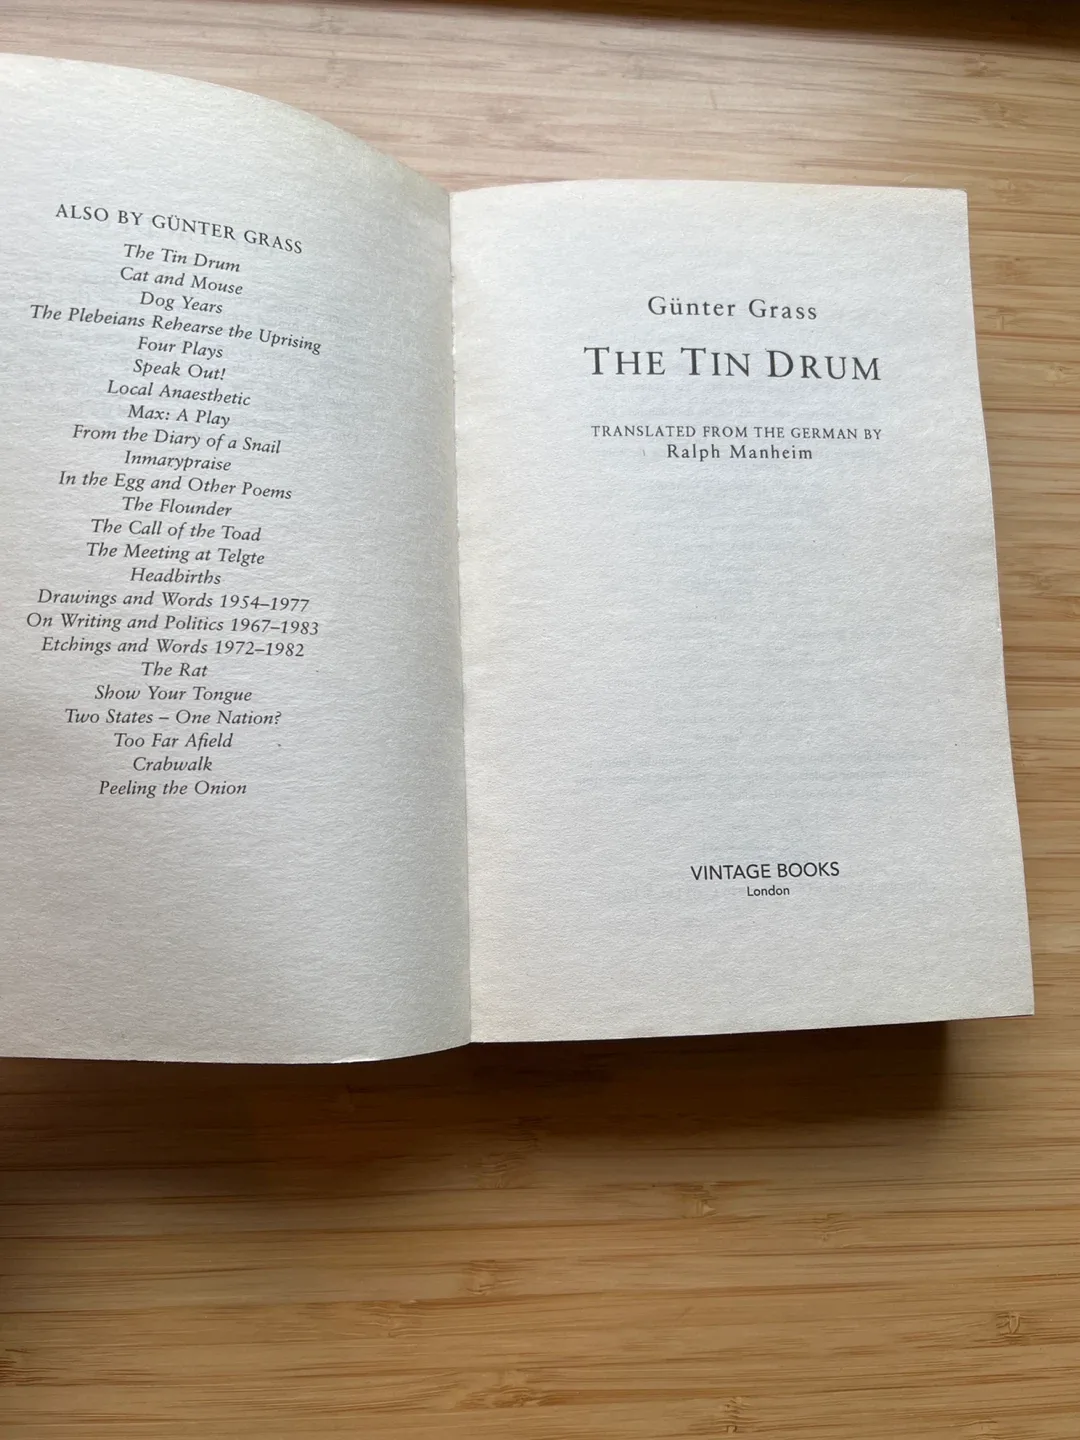 ALSO BY GÜNTER GRASS
The Tin Drum
Cat and Mouse
Dog Years
The Plebeians Rehearse the Uprising
Four Plays
Speak Out!
Local Anaesthetic
Max: A Play
From the Diary of a Snail
Inmarypraise
In the Egg and Other Poems
The Flounder
The Call of the Toad
The Meeting at Telgte
Headbirths
Drawings and Words 1954–1977
On Writing and Politics 1967–1983
Etchings and Words 1972–1982
The Rat
Show Your Tongue
Two States – One Nation?
Too Far Afield
Crabwalk
Peeling the Onion
Günter Grass
THE TIN DRUM
TRANSLATED FROM THE GERMAN BY
Ralph Manheim
VINTAGE BOOKS
London